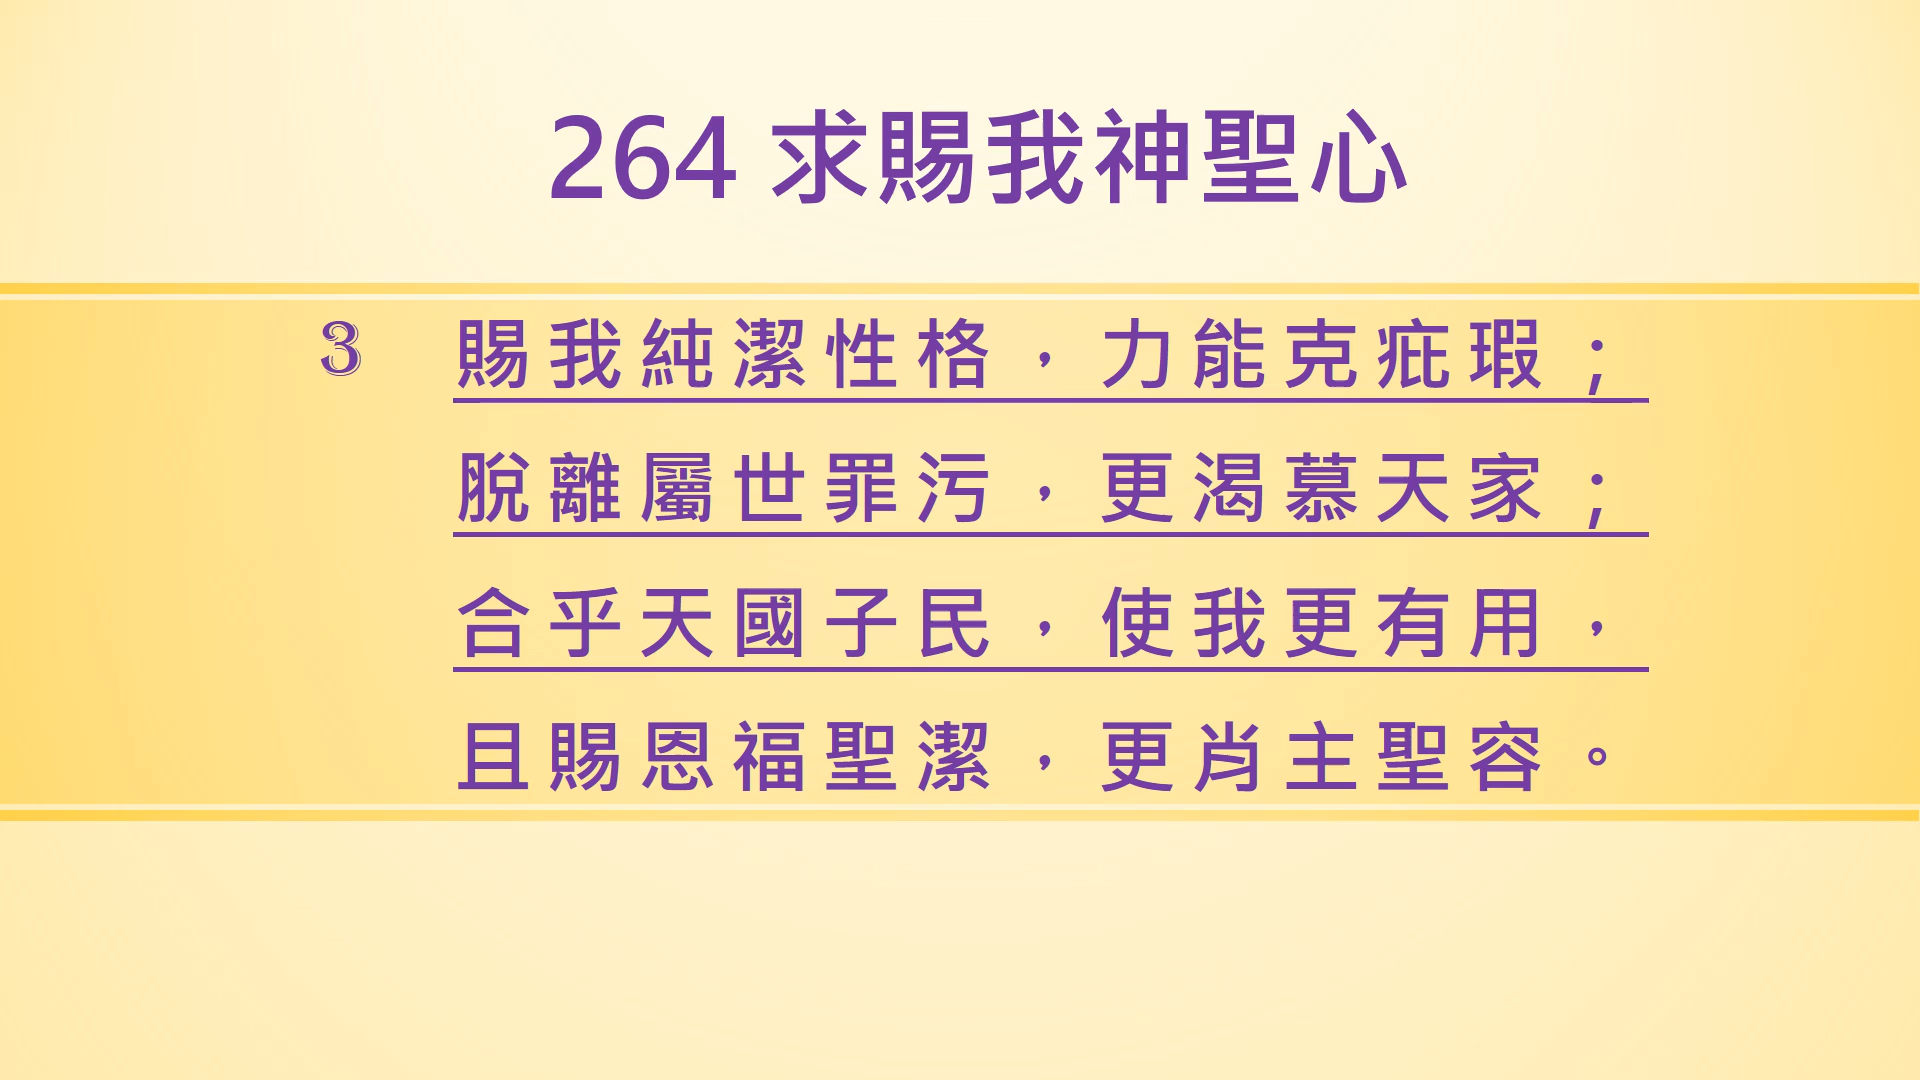 264 求賜我神聖心
3 賜我純潔性格，力能克疵瑕；
脫離屬世罪污，更渴慕天家；
合乎天國子民，使我更有用，
且賜恩福聖潔，更肖主聖容。